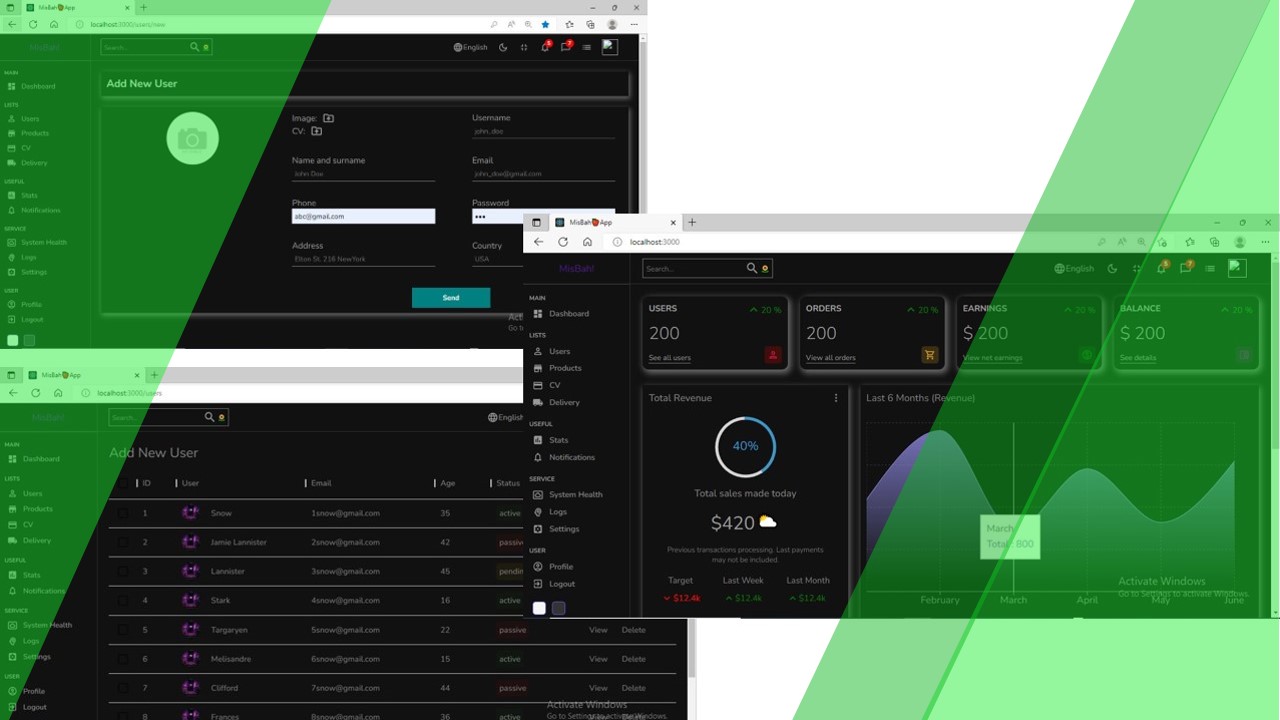 MisBah App
localhost:3000/users/new
MisBah!
Search...
English
5
7
MAIN
Dashboard
LISTS
Users
Products
CV
Delivery
USEFUL
Stats
Notifications
SERVICE
System Health
Logs
Settings
USER
Profile
Logout
Add New User
Image:
CV:
Username
john_doe
Name and surname
John Doe
Email
john_doe@gmail.com
Phone
abc@gmail.com
Password
Address
Elton St. 216 NewYork
Country
USA
Send
MisBah App
localhost:3000
MisBah!
Search...
English
5
7
MAIN
Dashboard
LISTS
Users
Products
CV
Delivery
USEFUL
Stats
Notifications
SERVICE
System Health
Logs
Settings
USER
Profile
Logout
USERS 20 %
200
See all users
ORDERS 20 %
200
View all orders
EARNINGS 20 %
$ 200
View net earnings
BALANCE 20 %
$ 200
See details
Total Revenue
40%
Total sales made today
$420
Previous transactions processing. Last payments
may not be included.
Target Last Week Last Month
$12.4k $12.4k $12.4k
Last 6 Months (Revenue)
March
Total : 800
February March April May June
Activate Windows
Go to Settings to activate Windows.
MisBah App
localhost:3000/users
MisBah!
Search...
English
MAIN
Dashboard
LISTS
Users
Products
CV
Delivery
USEFUL
Stats
Notifications
SERVICE
System Health
Logs
Settings
USER
Profile
Logout
Add New User
ID User Email Age Status
1 Snow 1snow@gmail.com 35 active
2 Jamie Lannister 2snow@gmail.com 42 passiv
3 Lannister 3snow@gmail.com 45 pendin
4 Stark 4snow@gmail.com 16 active
5 Targaryen 5snow@gmail.com 22 passive View Delete
6 Melisandre 6snow@gmail.com 15 active View Delete
7 Clifford 7snow@gmail.com 44 passive View Delete
8 Frances 8snow@gmail.com 36 active View Delete
Activate Windows
Go to Settings to activate Windows.